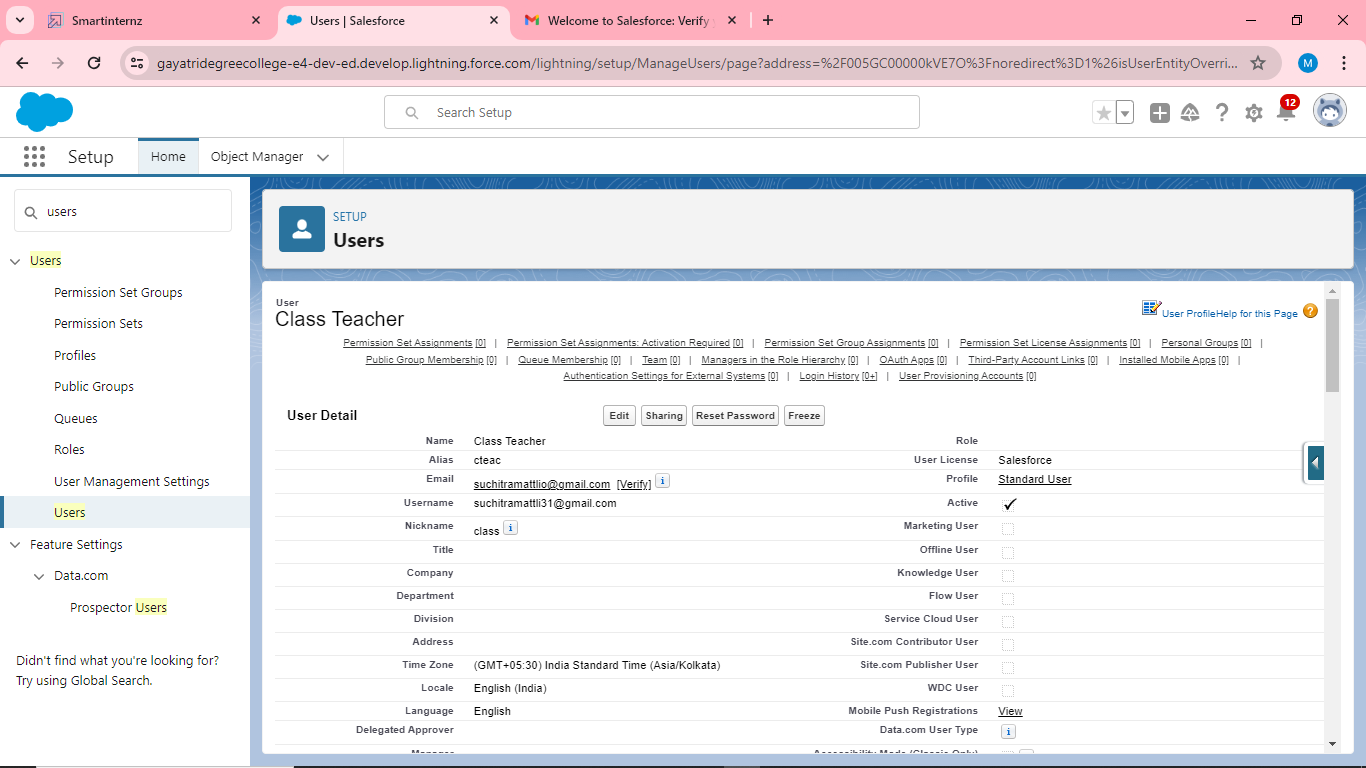 Smartinternz
Users | Salesforce
Welcome to Salesforce: Verify
gayatridegreecollege-e4-dev-ed.develop.lightning.force.com/lightning/setup/ManageUsers/page?address=%2F005GC00000kVE7O%3Fnoredirect%3D1%26isUserEntityOverri...
M
Search Setup
12
Setup
Home
Object Manager
users
Users
Permission Set Groups
Permission Sets
Profiles
Public Groups
Queues
Roles
User Management Settings
Users
Feature Settings
Data.com
Prospector Users
Didn't find what you're looking for?
Try using Global Search.
SETUP
Users
User
Class Teacher
User Profile Help for this Page ?
Permission Set Assignments [0] | Permission Set Assignments: Activation Required [0] | Permission Set Group Assignments [0] | Permission Set License Assignments [0] | Personal Groups [0] |
Public Group Membership [0] | Queue Membership [0] | Team [0] | Managers in the Role Hierarchy [0] | OAuth Apps [0] | Third-Party Account Links [0] | Installed Mobile Apps [0] |
Authentication Settings for External Systems [0] | Login History [0+] | User Provisioning Accounts [0]
User Detail
Edit Sharing Reset Password Freeze
Name Class Teacher Role
Alias cteac User License Salesforce
Email suchitramattlio@gmail.com [Verify] i Profile Standard User
Username suchitramattli31@gmail.com Active
Nickname class i Marketing User
Title Offline User
Company Knowledge User
Department Flow User
Division Service Cloud User
Address Site.com Contributor User
Time Zone (GMT+05:30) India Standard Time (Asia/Kolkata) Site.com Publisher User
Locale English (India) WDC User
Language English Mobile Push Registrations View
Delegated Approver Data.com User Type i
Manager Accessibility Mode (Classic Only)